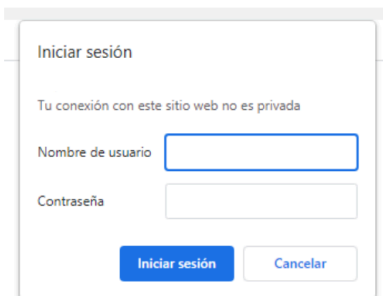 Iniciar sesión
Tu conexión con este sitio web no es privada
Nombre de usuario
Contraseña
Iniciar sesión Cancelar